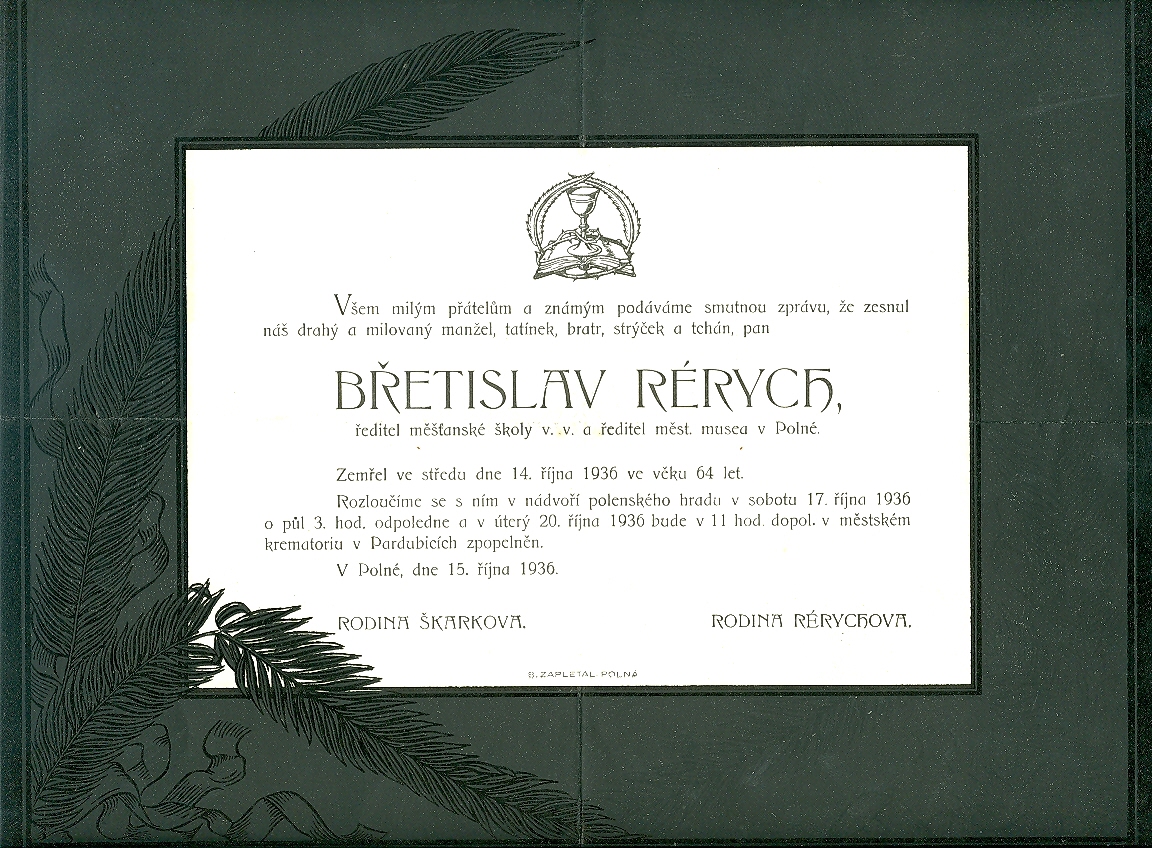 Všem milým přátelům a známým podáváme smutnou zprávu, že zesnul
náš drahý a milovaný manžel, tatínek, bratr, strýček a tchán, pan
BŘETISLAV RÉRYCH,
ředitel měšťanské školy v. v. a ředitel měst. musea v Polné.
Zemřel ve středu dne 14. října 1936 ve věku 64 let.
Rozloučíme se s ním v nádvoří polenského hradu v sobotu 17. října 1936
o půl 3. hod. odpoledne a v úterý 20. října 1936 bude v 11 hod. dopol. v městském
krematoriu v Pardubicích zpopelněn.
V Polné, dne 15. října 1936.
RODINA ŠKARKOVA.
RODINA RÉRYCHOVA.
B. ZAPLETAL POLNÁ